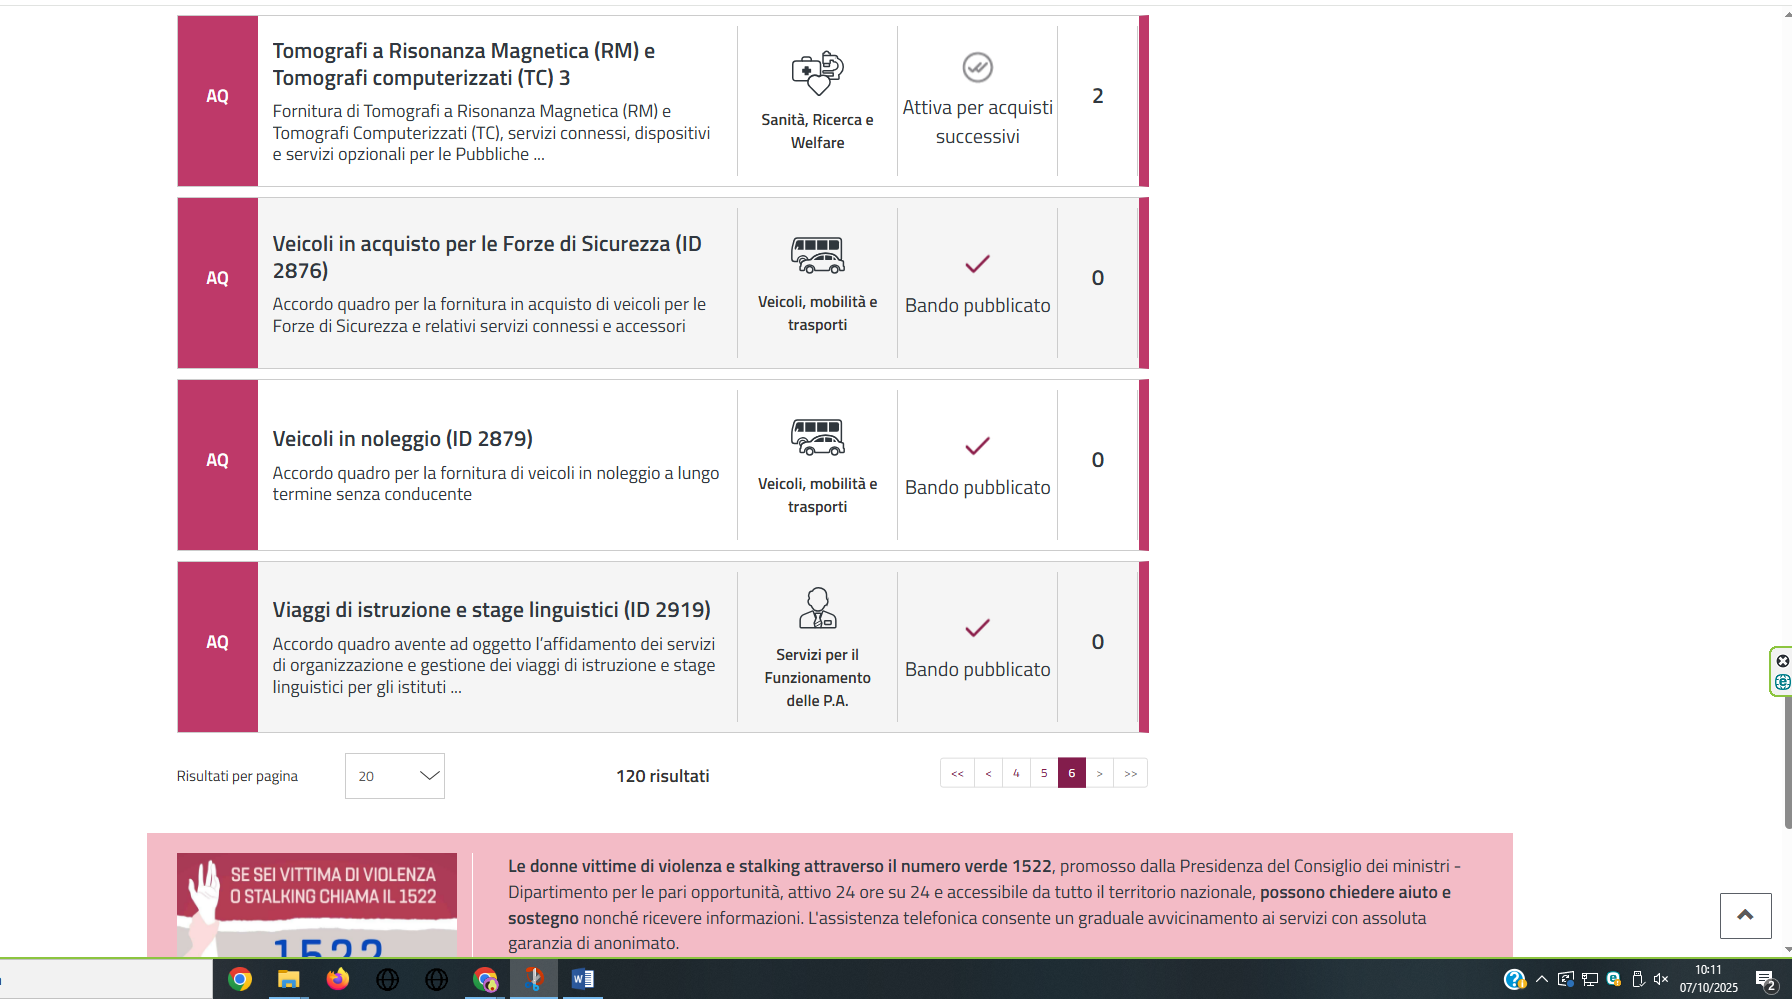 AQ
Tomografi a Risonanza Magnetica (RM) e
Tomografi computerizzati (TC) 3
Fornitura di Tomografi a Risonanza Magnetica (RM) e
Tomografi Computerizzati (TC), servizi connessi, dispositivi
e servizi opzionali per le Pubbliche ...
Sanità, Ricerca e
Welfare
Attiva per acquisti
successivi
2
AQ
Veicoli in acquisto per le Forze di Sicurezza (ID
2876)
Accordo quadro per la fornitura in acquisto di veicoli per le
Forze di Sicurezza e relativi servizi connessi e accessori
Veicoli, mobilità e
trasporti
Bando pubblicato
0
AQ
Veicoli in noleggio (ID 2879)
Accordo quadro per la fornitura di veicoli in noleggio a lungo
termine senza conducente
Veicoli, mobilità e
trasporti
Bando pubblicato
0
AQ
Viaggi di istruzione e stage linguistici (ID 2919)
Accordo quadro avente ad oggetto l’affidamento dei servizi
di organizzazione e gestione dei viaggi di istruzione e stage
linguistici per gli istituti ...
Servizi per il
Funzionamento
delle P.A.
Bando pubblicato
0
Risultati per pagina
20
120 risultati
<< < 4 5 6 > >>
SE SEI VITTIMA DI VIOLENZA
O STALKING CHIAMA IL 1522
1522
Le donne vittime di violenza e stalking attraverso il numero verde 1522, promosso dalla Presidenza del Consiglio dei ministri -
Dipartimento per le pari opportunità, attivo 24 ore su 24 e accessibile da tutto il territorio nazionale, possono chiedere aiuto e
sostegno nonché ricevere informazioni. L'assistenza telefonica consente un graduale avvicinamento ai servizi con assoluta
garanzia di anonimato.
10:11
07/10/2025
2